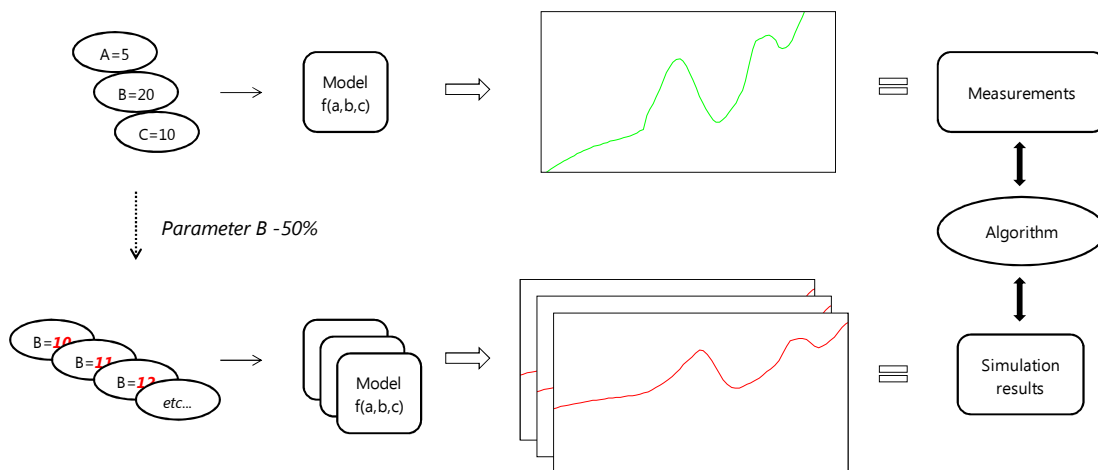 A=5
B=20
C=10
Model
f(a,b,c)
Measurements
Parameter B -50%
Algorithm
B=10
B=11
B=12
etc...
Model
f(a,b,c)
Simulation
results